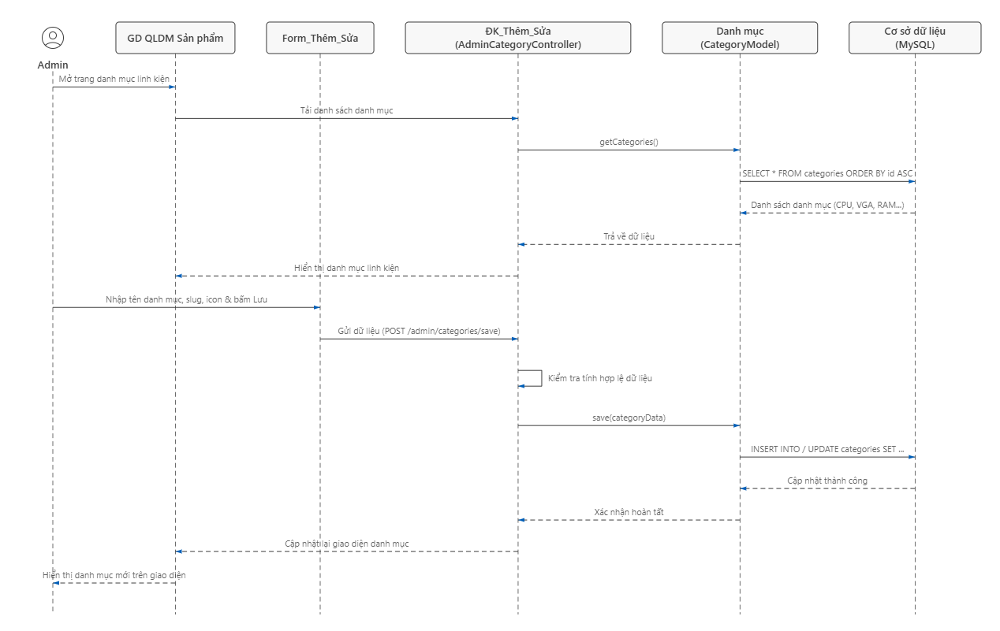 Admin
GD QLDM Sản phẩm
Form_Thêm_Sửa
ĐK_Thêm_Sửa
(AdminCategoryController)
Danh mục
(CategoryModel)
Cơ sở dữ liệu
(MySQL)
Mở trang danh mục linh kiện
Tải danh sách danh mục
getCategories()
SELECT * FROM categories ORDER BY id ASC
Danh sách danh mục (CPU, VGA, RAM...)
Trả về dữ liệu
Hiển thị danh mục linh kiện
Nhập tên danh mục, slug, icon & bấm Lưu
Gửi dữ liệu (POST /admin/categories/save)
Kiểm tra tính hợp lệ dữ liệu
save(categoryData)
INSERT INTO / UPDATE categories SET ...
Cập nhật thành công
Xác nhận hoàn tất
Cập nhật lại giao diện danh mục
Hiển thị danh mục mới trên giao diện